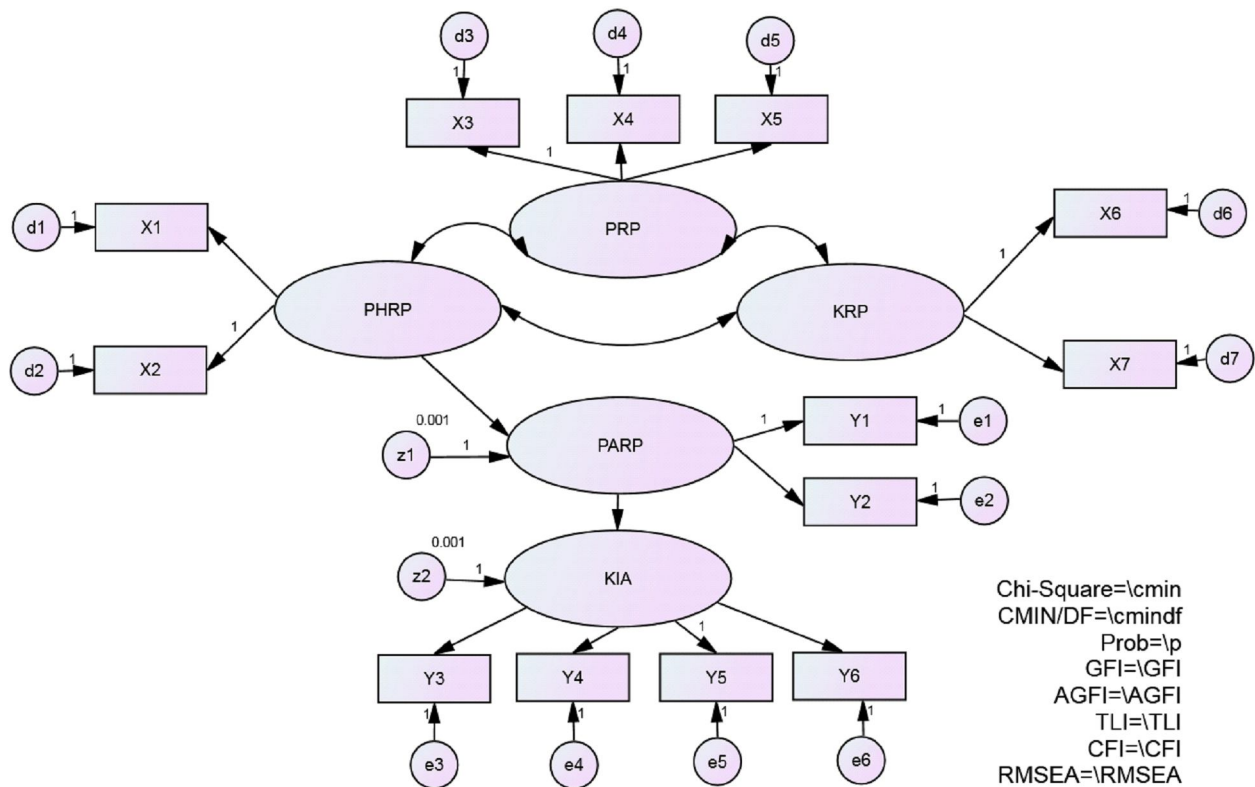 d3
d4
d5
1
1
1
X3
X4
X5
1
PRP
d1
1
X1
X6
1
d6
1
PHRP
KRP
1
d2
1
X2
X7
1
d7
0.001
z1
1
PARP
1
Y1
1
e1
Y2
1
e2
0.001
z2
1
KIA
1
Y3
Y4
Y5
Y6
1
1
1
1
e3
e4
e5
e6
Chi-Square=\cmin
CMIN/DF=\cmindf
Prob=\p
GFI=\GFI
AGFI=\AGFI
TLI=\TLI
CFI=\CFI
RMSEA=\RMSEA